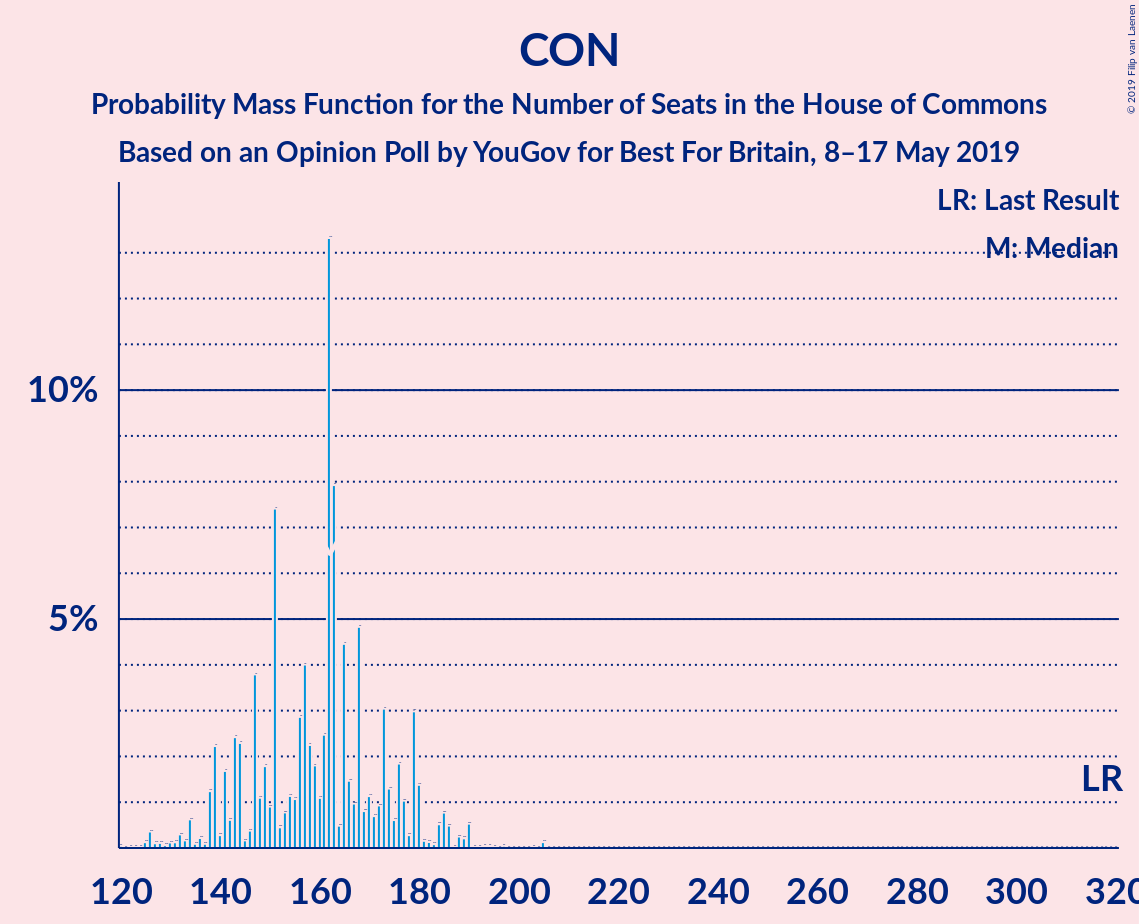 CON
Probability Mass Function for the Number of Seats in the House of Commons
Based on an Opinion Poll by YouGov for Best For Britain, 8–17 May 2019
© 2019 Filip van Laenen
LR: Last Result
M: Median
10%
5%
LR
120 140 160 180 200 220 240 260 280 300 320